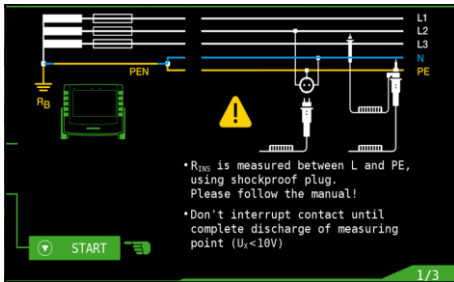 L1
L2
L3
N
PE
PEN
RB
• RINS is measured between L and PE,
using shockproof plug.
Please follow the manual!
• Don't interrupt contact until
complete discharge of measuring
point (UX<10V)
START
1/3